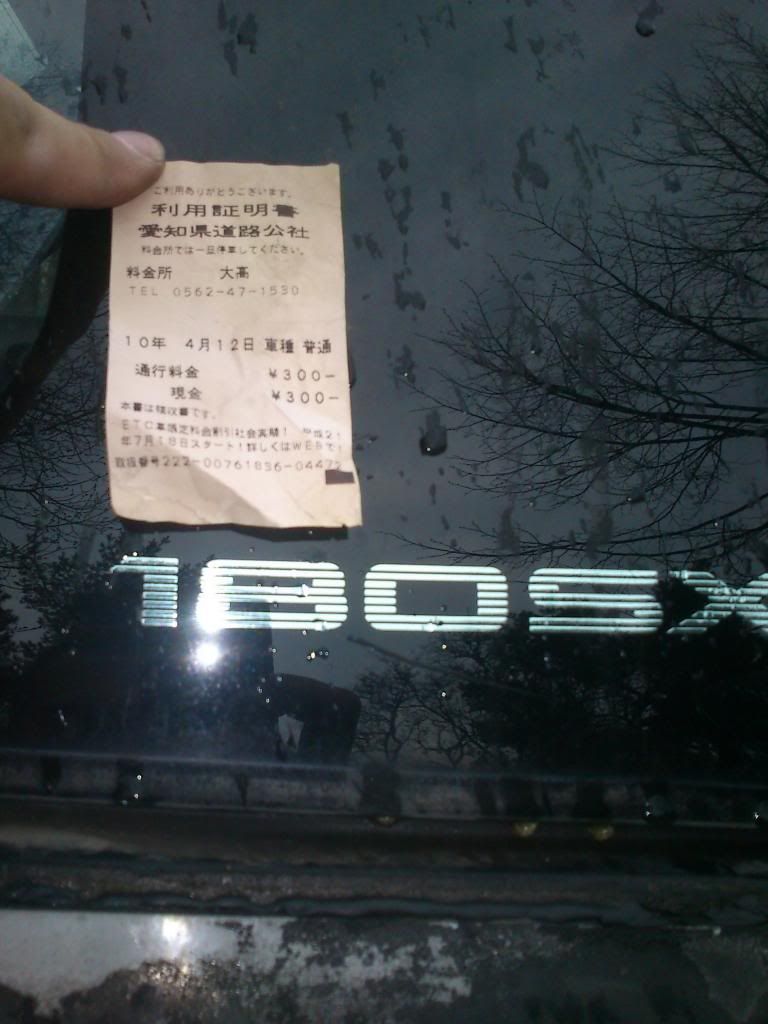 ご利用ありがとうございます。
利用証明書
愛知県道路公社
料金所では一旦停車してください。
料金所 大高
TEL 0562-47-1530
10年 4月12日 車種 普通
通行料金 ¥300-
現金 ¥300-
本書は領収書です。
ETC車限定料金割引社会実験! 平成21
年7月18日スタート!詳しくはWEBで!
取扱番号222-00761836-04472
180SX